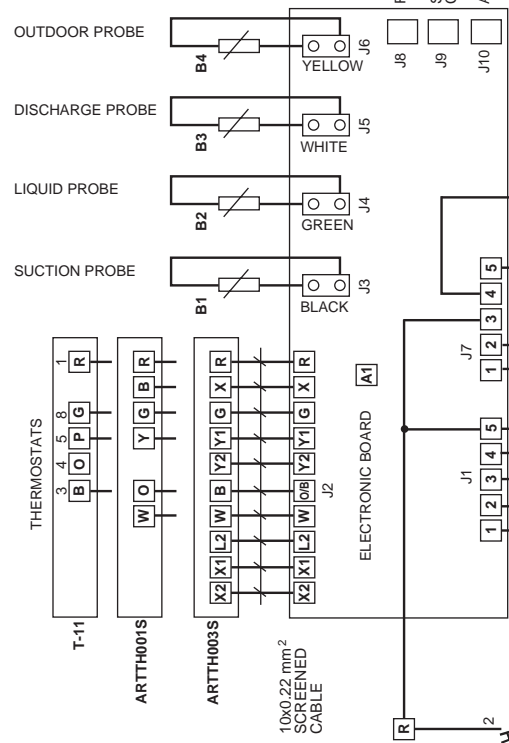 OUTDOOR PROBE
B4
YELLOW
J6
DISCHARGE PROBE
B3
WHITE
J5
LIQUID PROBE
B2
GREEN
J4
SUCTION PROBE
B1
BLACK
J3
J8
J9
J10
THERMOSTATS
3 4 5 8 1
B O P G R
T-11
W O Y G B R
ARTTH001S
X2 X1 L2 W B Y2 Y1 G X R
ARTTH003S
X2 X1 L2 W O/B Y2 Y1 G X R
J2
10x0.22 mm²
SCREENED
CABLE
ELECTRONIC BOARD
A1
J1
1 2 3 4 5
J7
1 2 3 4 5
R
2